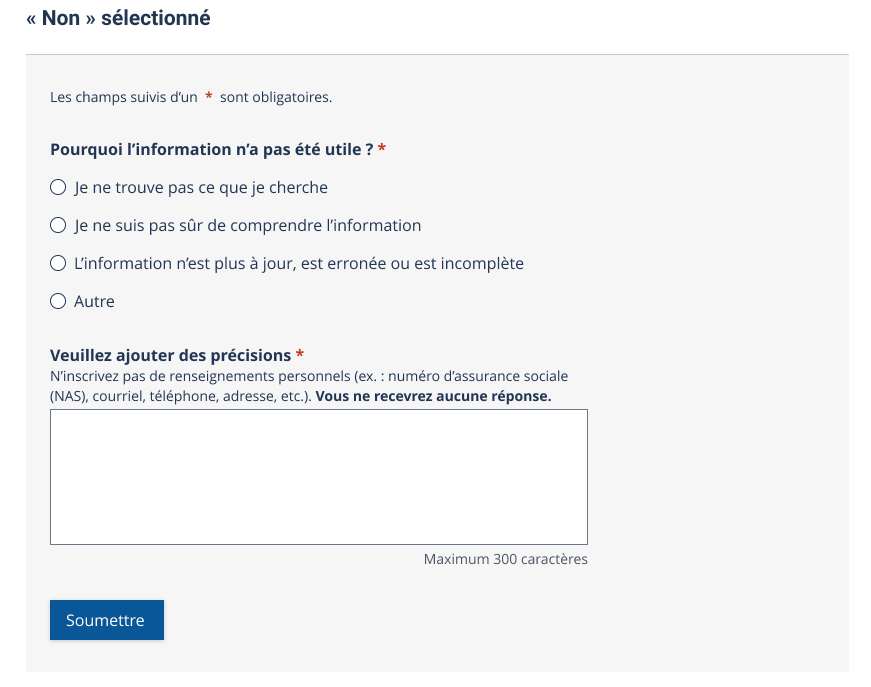 « Non » sélectionné
Les champs suivis d’un * sont obligatoires.
Pourquoi l’information n’a pas été utile ? *
Je ne trouve pas ce que je cherche
Je ne suis pas sûr de comprendre l’information
L’information n’est plus à jour, est erronée ou est incomplète
Autre
Veuillez ajouter des précisions *
N’inscrivez pas de renseignements personnels (ex. : numéro d’assurance sociale
(NAS), courriel, téléphone, adresse, etc.). Vous ne recevrez aucune réponse.
Maximum 300 caractères
Soumettre